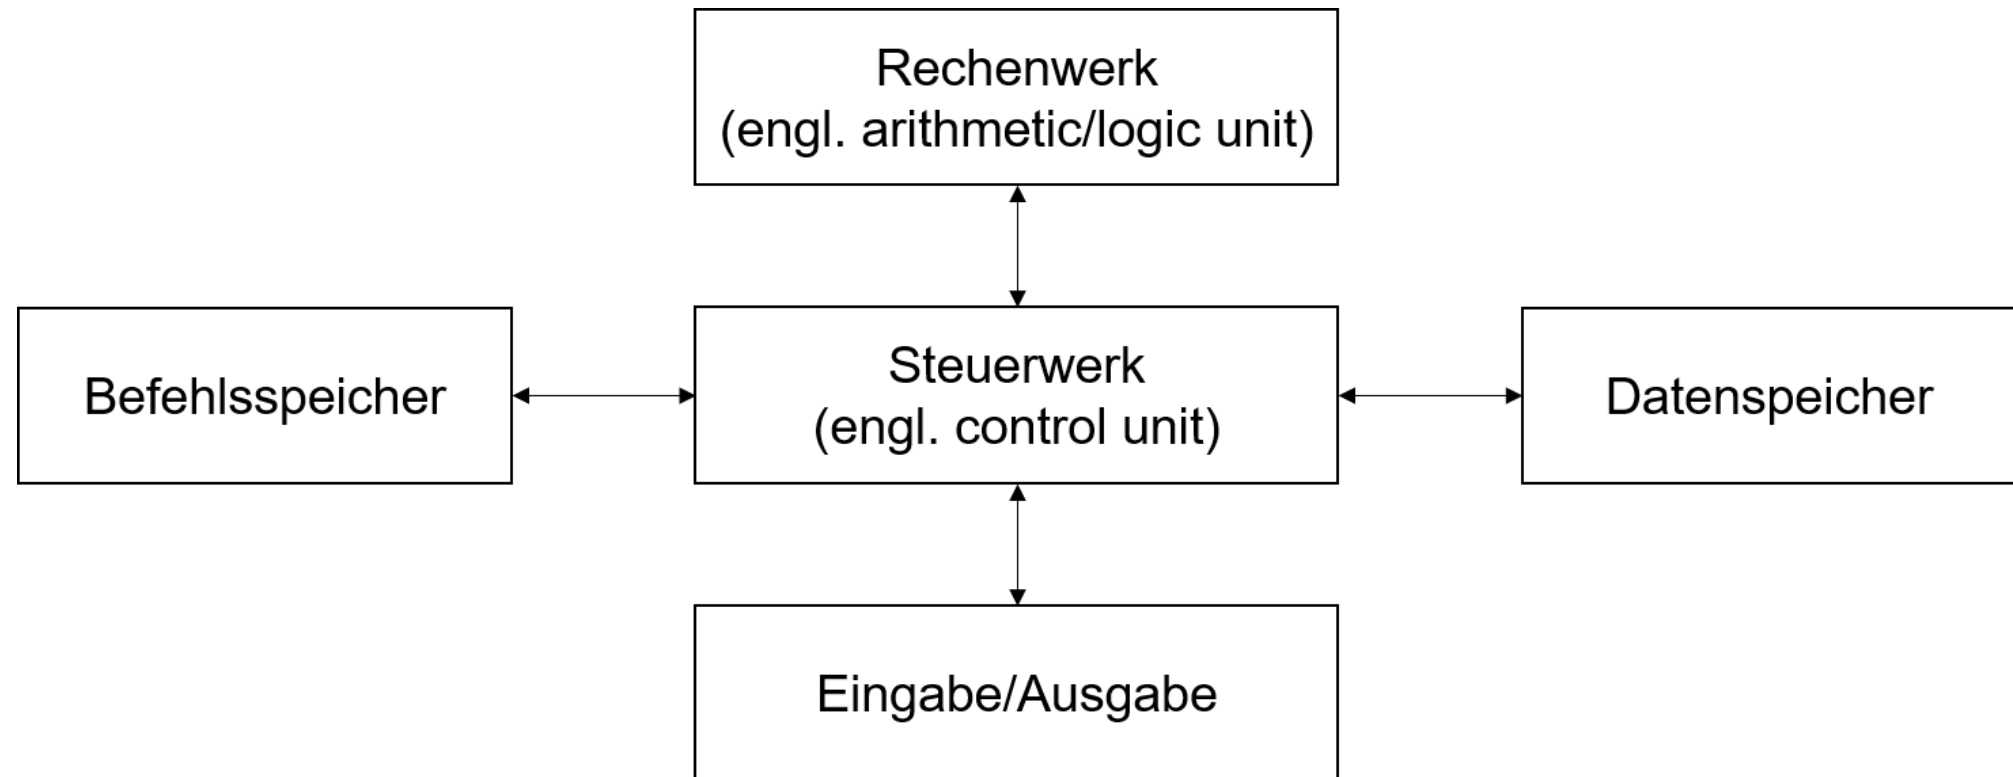 Rechenwerk
(engl. arithmetic/logic unit)
Befehlsspeicher
Steuerwerk
(engl. control unit)
Datenspeicher
Eingabe/Ausgabe